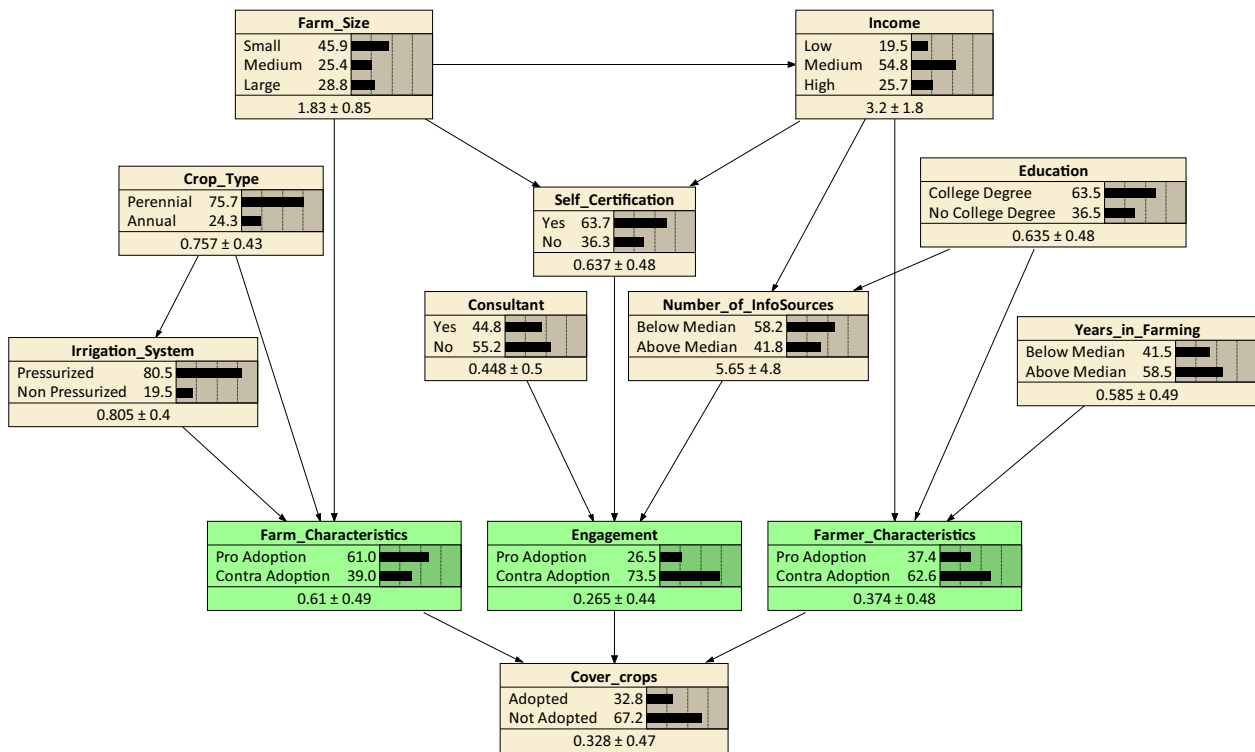 Farm_Size
Small 45.9
Medium 25.4
Large 28.8
1.83 ± 0.85
Income
Low 19.5
Medium 54.8
High 25.7
3.2 ± 1.8
Crop_Type
Perennial 75.7
Annual 24.3
0.757 ± 0.43
Self_Certification
Yes 63.7
No 36.3
0.637 ± 0.48
Education
College Degree 63.5
No College Degree 36.5
0.635 ± 0.48
Irrigation_System
Pressurized 80.5
Non Pressurized 19.5
0.805 ± 0.4
Consultant
Yes 44.8
No 55.2
0.448 ± 0.5
Number_of_InfoSources
Below Median 58.2
Above Median 41.8
5.65 ± 4.8
Years_in_Farming
Below Median 41.5
Above Median 58.5
0.585 ± 0.49
Farm_Characteristics
Pro Adoption 61.0
Contra Adoption 39.0
0.61 ± 0.49
Engagement
Pro Adoption 26.5
Contra Adoption 73.5
0.265 ± 0.44
Farmer_Characteristics
Pro Adoption 37.4
Contra Adoption 62.6
0.374 ± 0.48
Cover_crops
Adopted 32.8
Not Adopted 67.2
0.328 ± 0.47